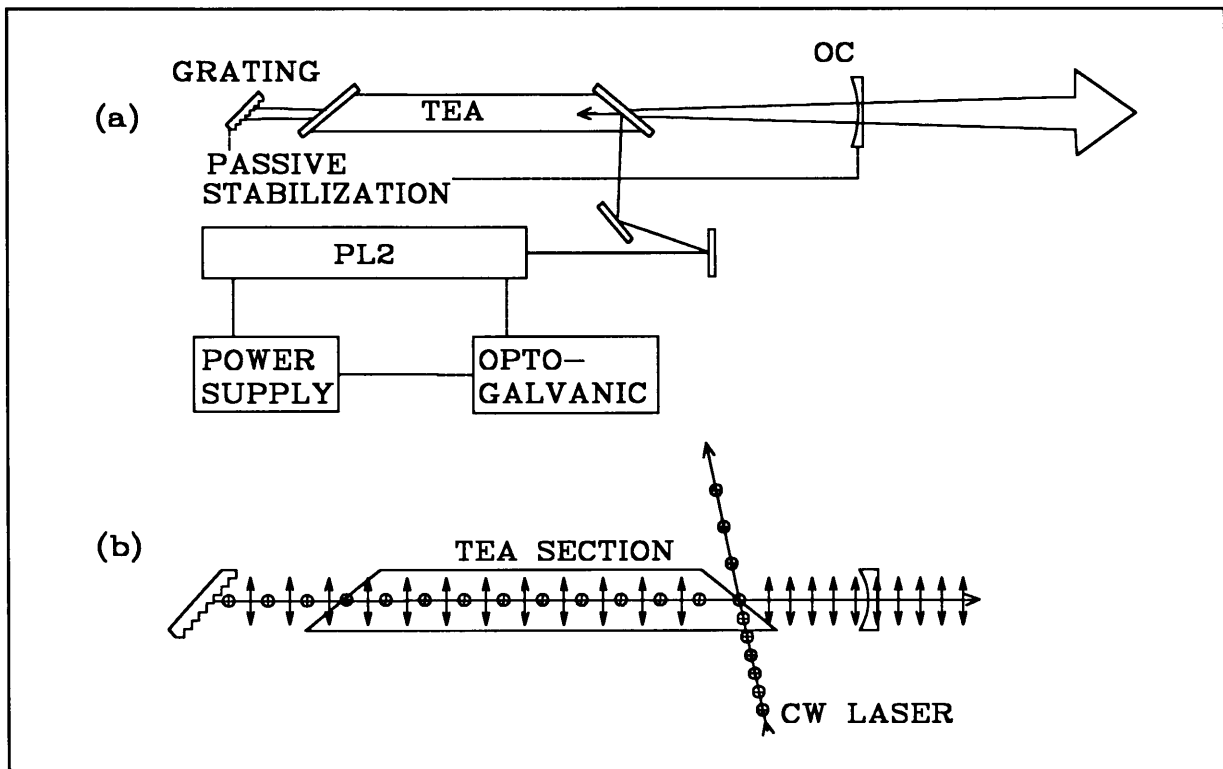 OC
GRATING
(a)
TEA
PASSIVE
STABILIZATION
PL2
POWER
SUPPLY
OPTO-
GALVANIC
(b)
TEA SECTION
CW LASER